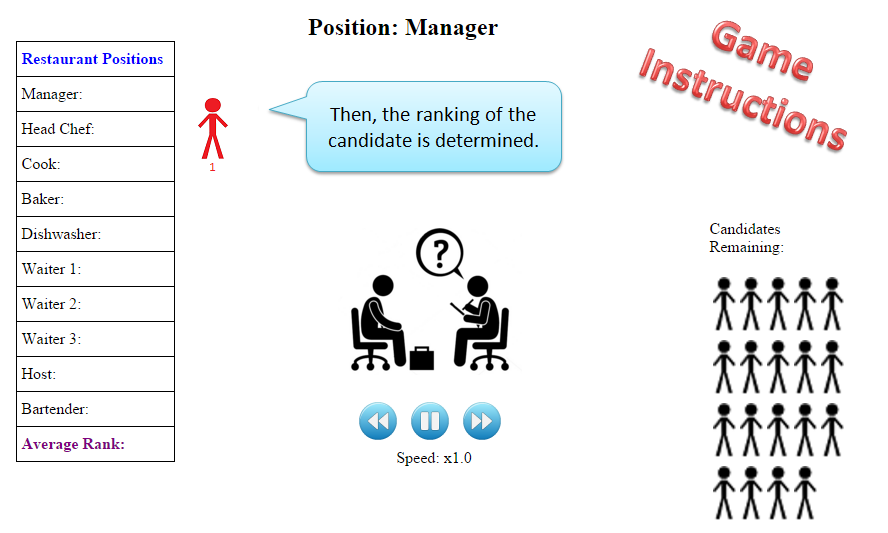 Position: Manager
Game
Instructions
Restaurant Positions
Manager:
Head Chef:
Cook:
Baker:
Dishwasher:
Waiter 1:
Waiter 2:
Waiter 3:
Host:
Bartender:
Average Rank:
1
Then, the ranking of the
candidate is determined.
?
Speed: x1.0
Candidates
Remaining: